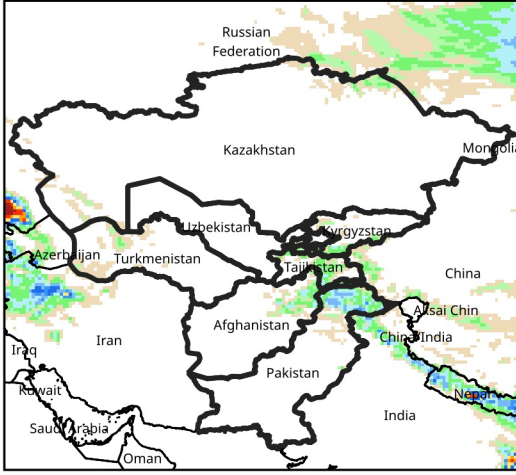 Russian
Federation
Kazakhstan
Mongolia
Uzbekistan
Kyrgyzstan
Azerbaijan
Turkmenistan
Tajikistan
China
Aksai Chin
Afghanistan
China/India
Iran
Iraq
Pakistan
Kuwait
Nepal
India
Saudi Arabia
Oman